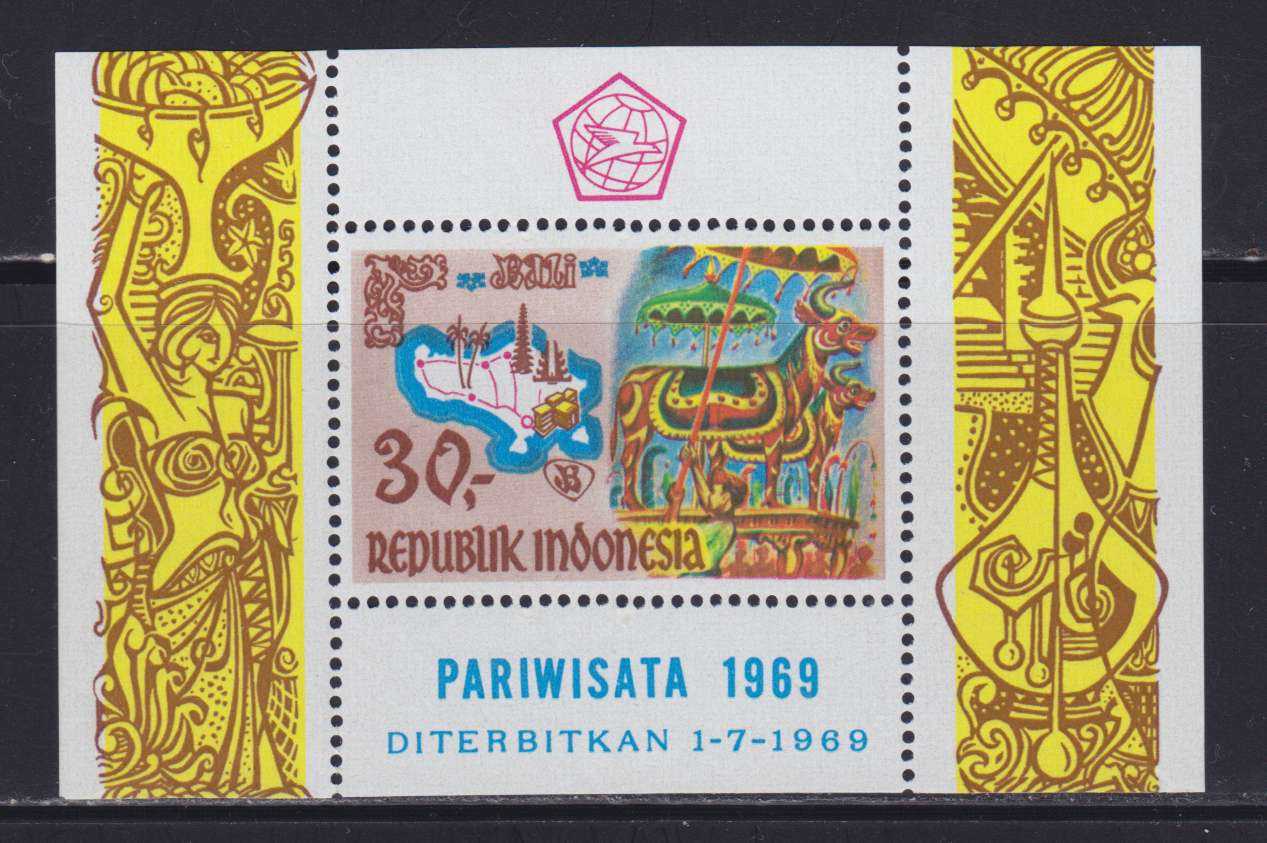 Bali
30,-
B
REPUBLIK INDONESIA
PARIWISATA 1969
DITERBITKAN 1-7-1969